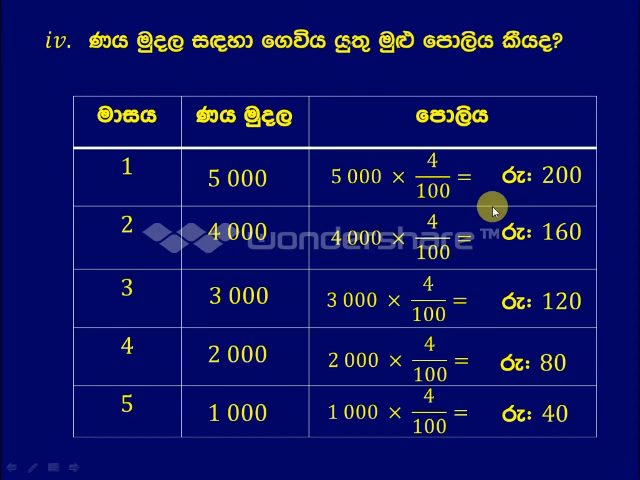 iv. ණය මුදල සඳහා ගෙවිය යුතු මුළු පොලිය කීයද?
මාසය ණය මුදල පොලිය
1 5 000 5 000 × 4/100 = රු: 200
2 4 000 4 000 × 4/100 = රු: 160
wondershare™
3 3 000 3 000 × 4/100 = රු: 120
4 2 000 2 000 × 4/100 = රු: 80
5 1 000 1 000 × 4/100 = රු: 40